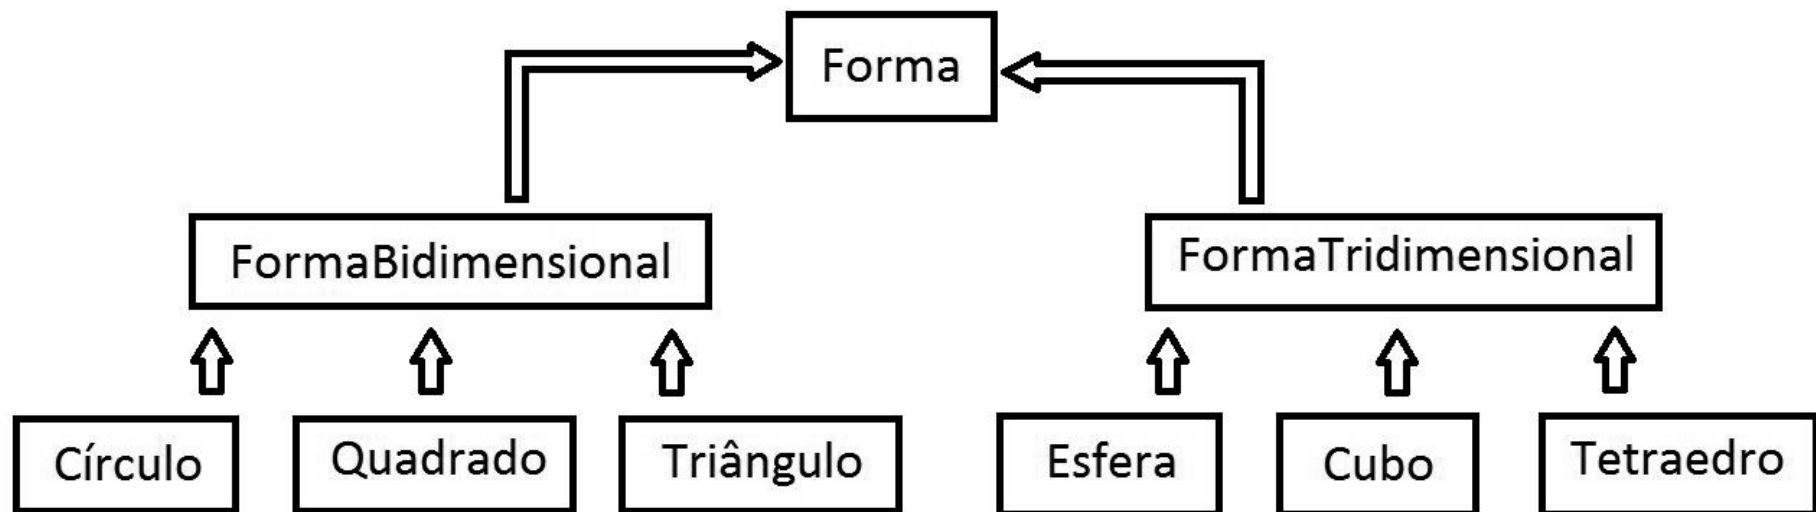 Forma
FormaBidimensional
FormaTridimensional
Círculo
Quadrado
Triângulo
Esfera
Cubo
Tetraedro